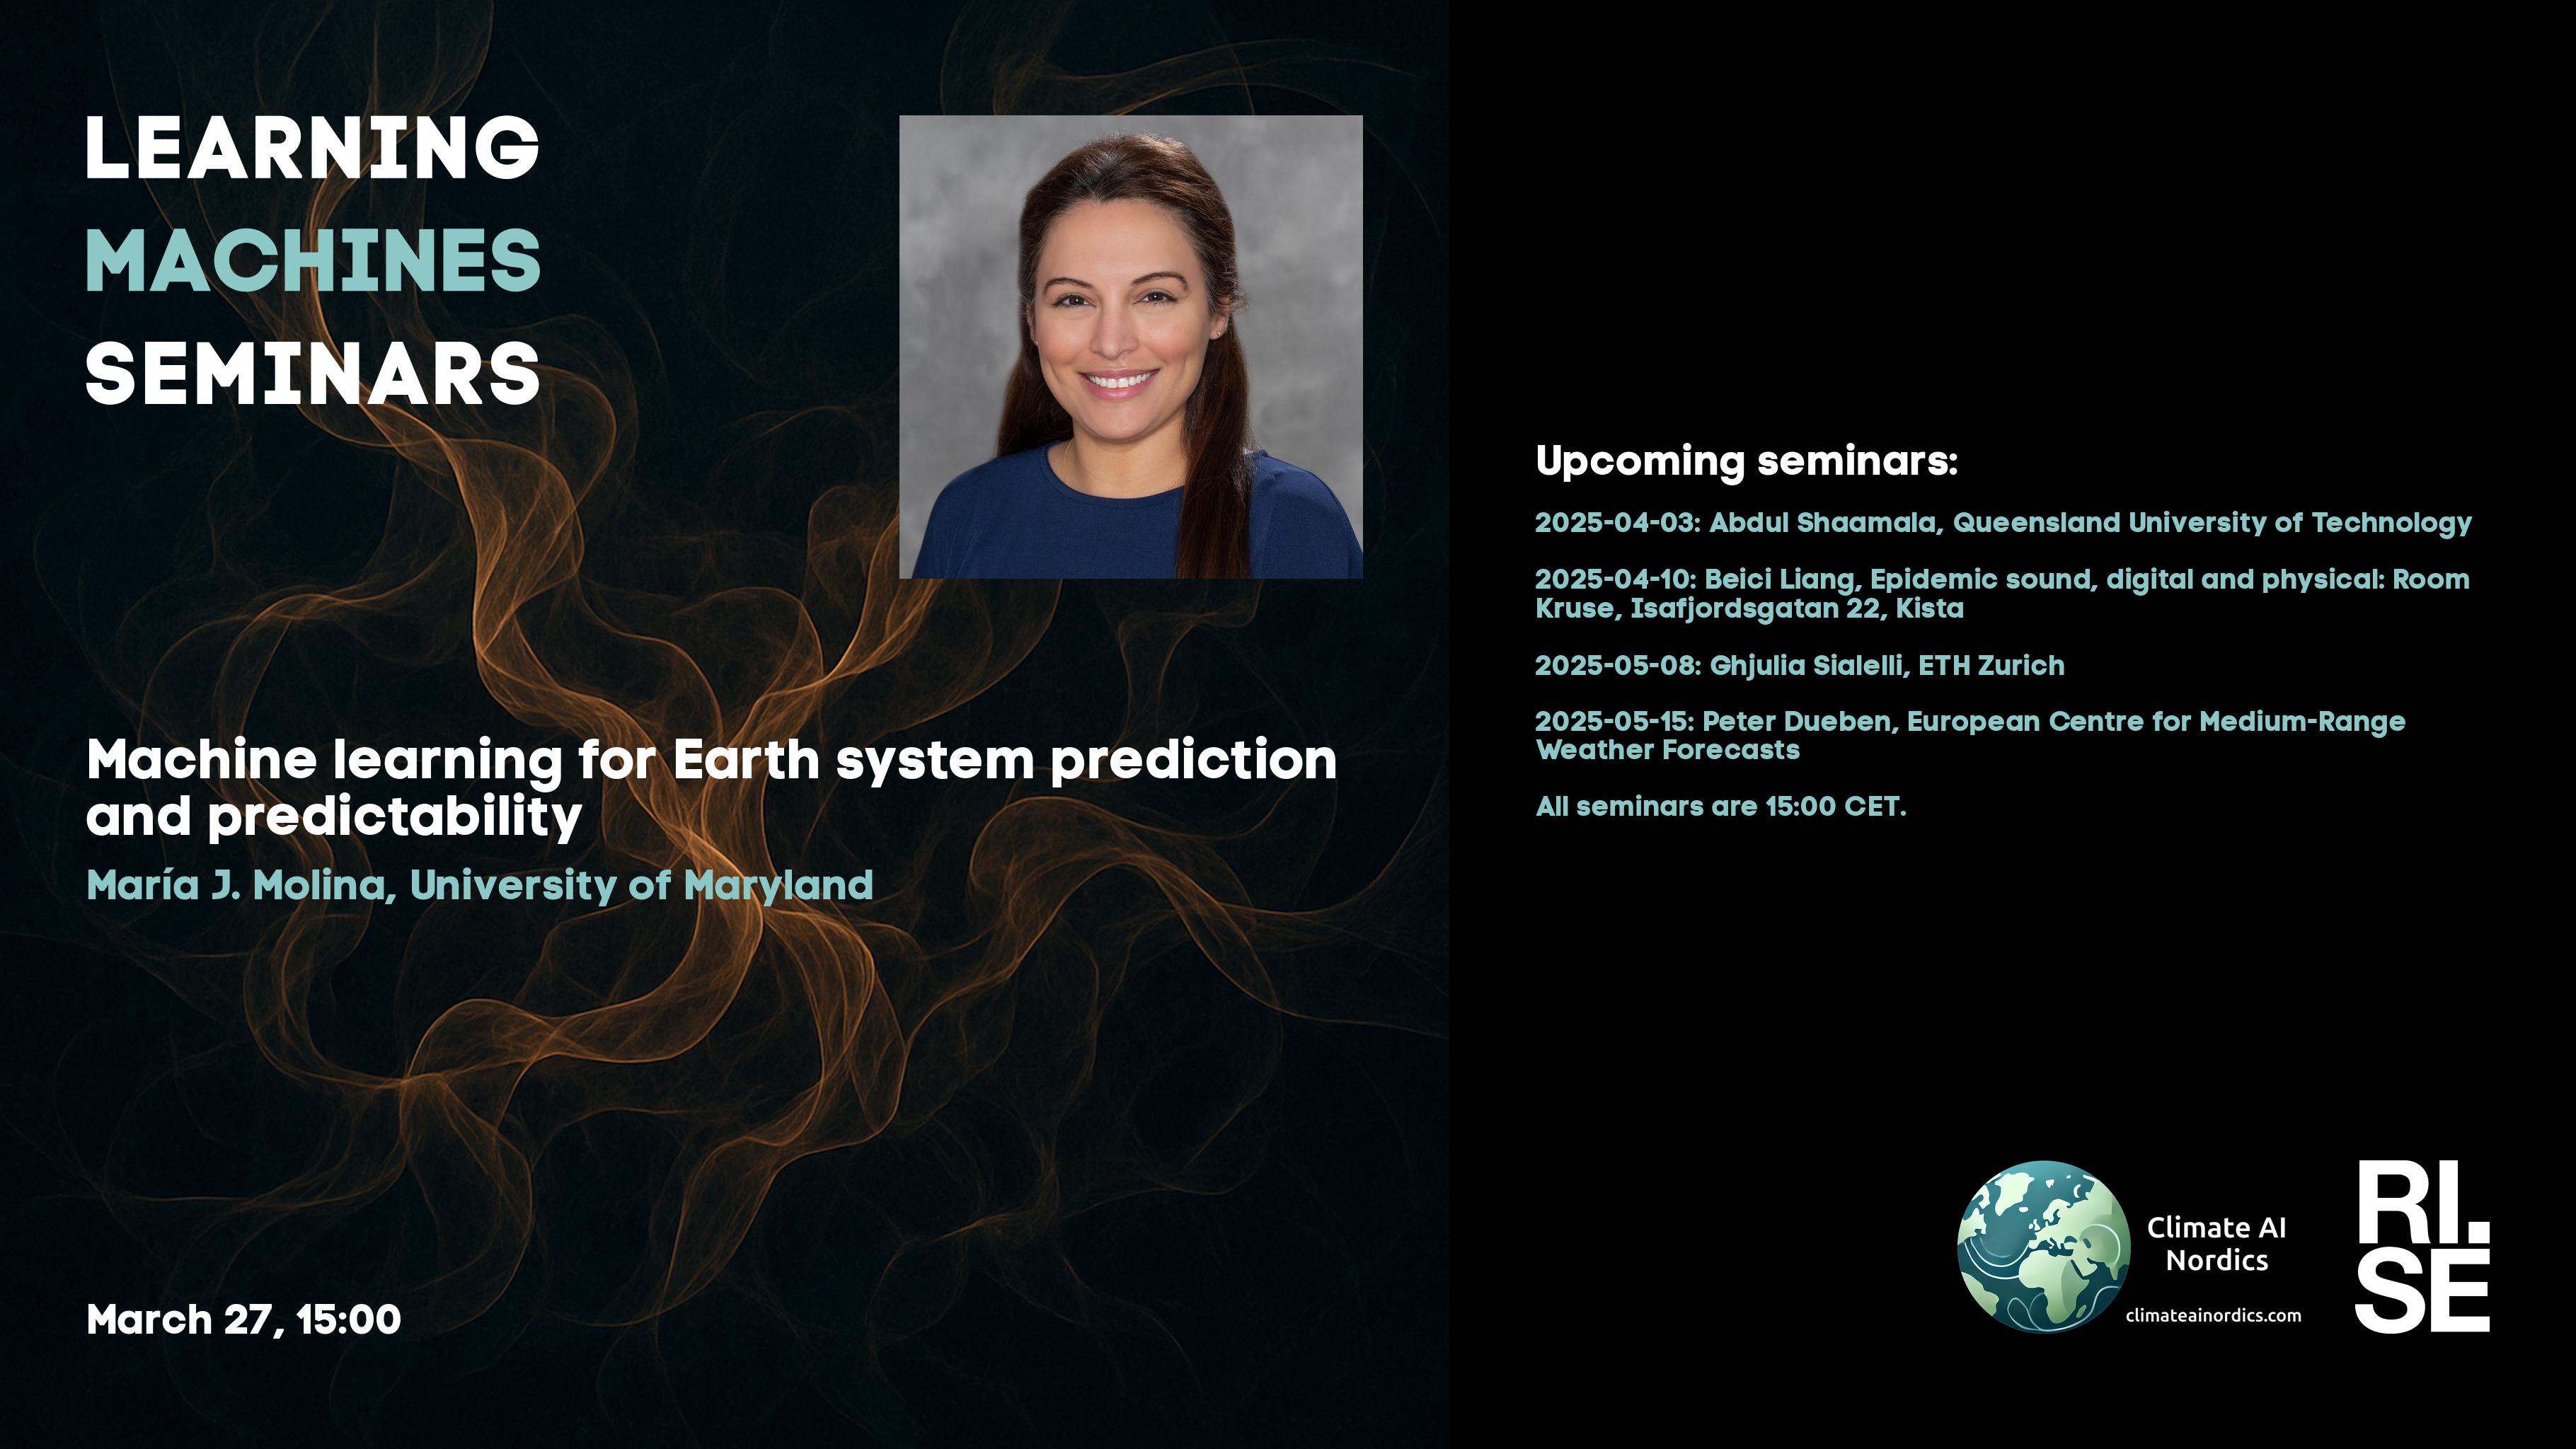 LEARNING
MACHINES
SEMINARS
Machine learning for Earth system prediction
and predictability
María J. Molina, University of Maryland
March 27, 15:00
Upcoming seminars:
2025-04-03: Abdul Shaamala, Queensland University of Technology
2025-04-10: Beici Liang, Epidemic sound, digital and physical: Room
Kruse, Isafjordsgatan 22, Kista
2025-05-08: Ghjulia Sialelli, ETH Zurich
2025-05-15: Peter Dueben, European Centre for Medium-Range
Weather Forecasts
All seminars are 15:00 CET.
Climate AI
Nordics
climateainordics.com
RI.
SE